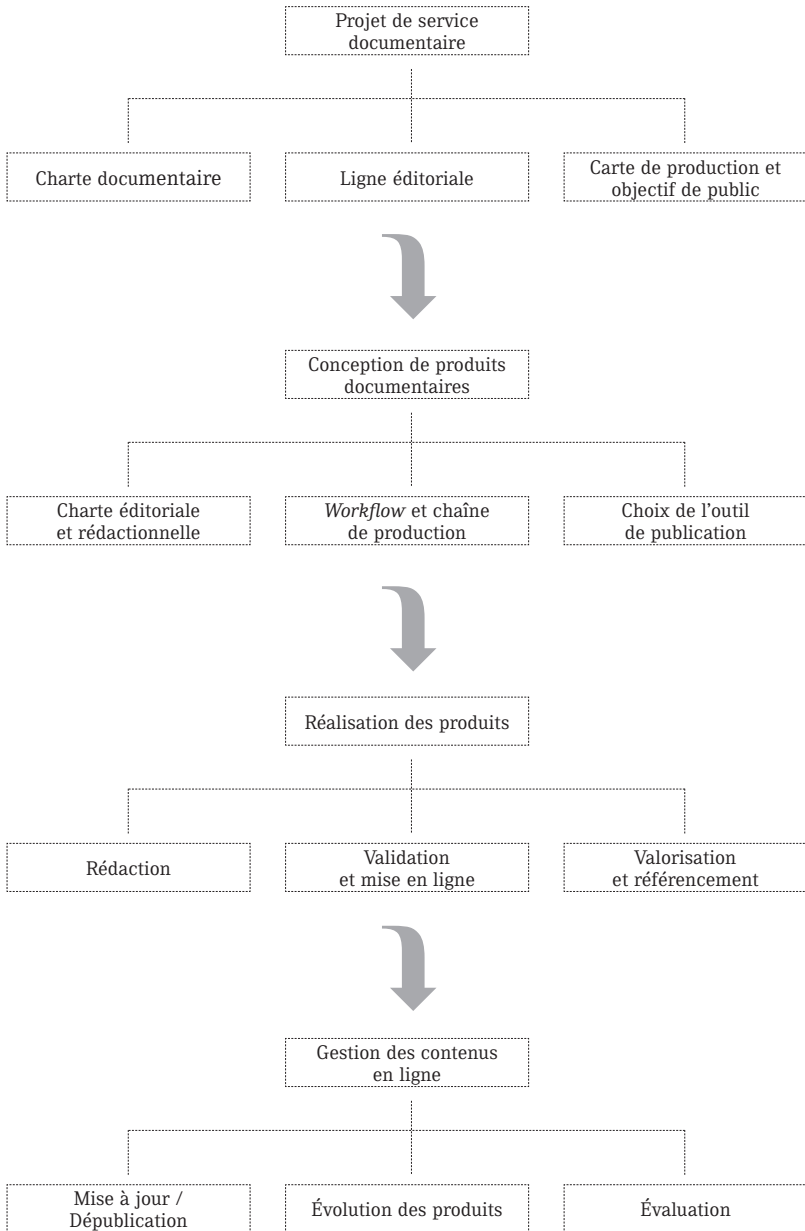 Projet de service
documentaire
Charte documentaire
Ligne éditoriale
Carte de production et
objectif de public
Conception de produits
documentaires
Charte éditoriale
et rédactionnelle
Workflow et chaîne
de production
Choix de l’outil
de publication
Réalisation des produits
Rédaction
Validation
et mise en ligne
Valorisation
et référencement
Gestion des contenus
en ligne
Mise à jour /
Dépublication
Évolution des produits
Évaluation